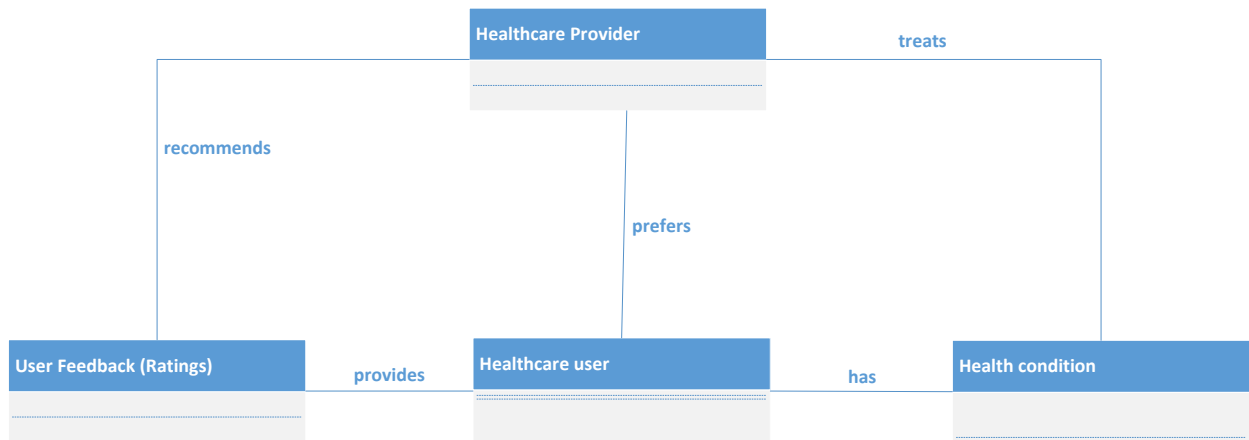 Healthcare Provider
treats
recommends
prefers
User Feedback (Ratings)
provides
Healthcare user
has
Health condition